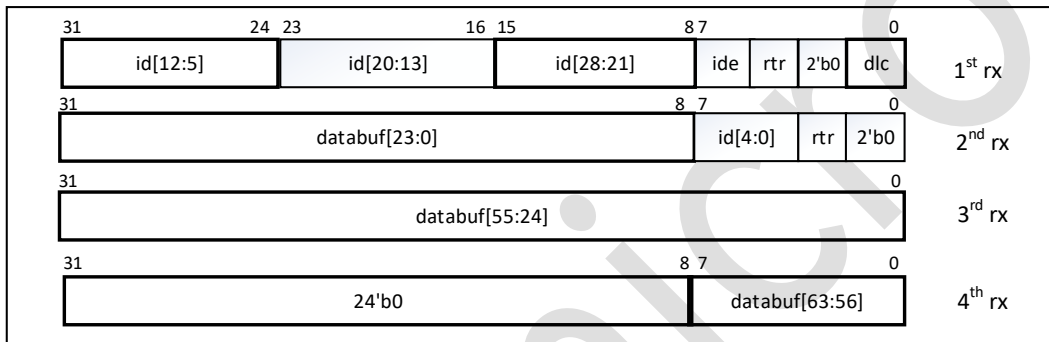 31 24 23 16 15 8 7 0
id[12:5] id[20:13] id[28:21] ide rtr 2'b0 dlc 1st rx
31 8 7 0
databuf[23:0] id[4:0] rtr 2'b0 2nd rx
31 0
databuf[55:24] 3rd rx
31 8 7 0
24'b0 databuf[63:56] 4th rx